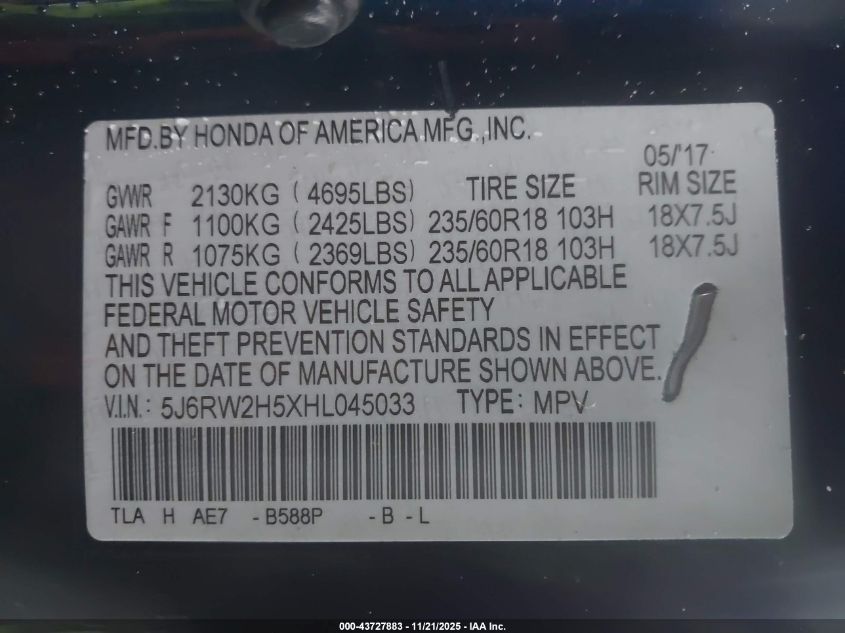 MFD.BY HONDA OF AMERICA MFG.,INC.
05/'17
GVWR 2130KG ( 4695LBS) TIRE SIZE RIM SIZE
GAWR F 1100KG ( 2425LBS) 235/60R18 103H 18X7.5J
GAWR R 1075KG ( 2369LBS) 235/60R18 103H 18X7.5J
THIS VEHICLE CONFORMS TO ALL APPLICABLE
FEDERAL MOTOR VEHICLE SAFETY
AND THEFT PREVENTION STANDARDS IN EFFECT
ON THE DATE OF MANUFACTURE SHOWN ABOVE.
V.I.N.: 5J6RW2H5XHL045033 TYPE: MPV
TLA H AE7 -B588P -B -L
000-43727883 - 11/21/2025 - IAA Inc.